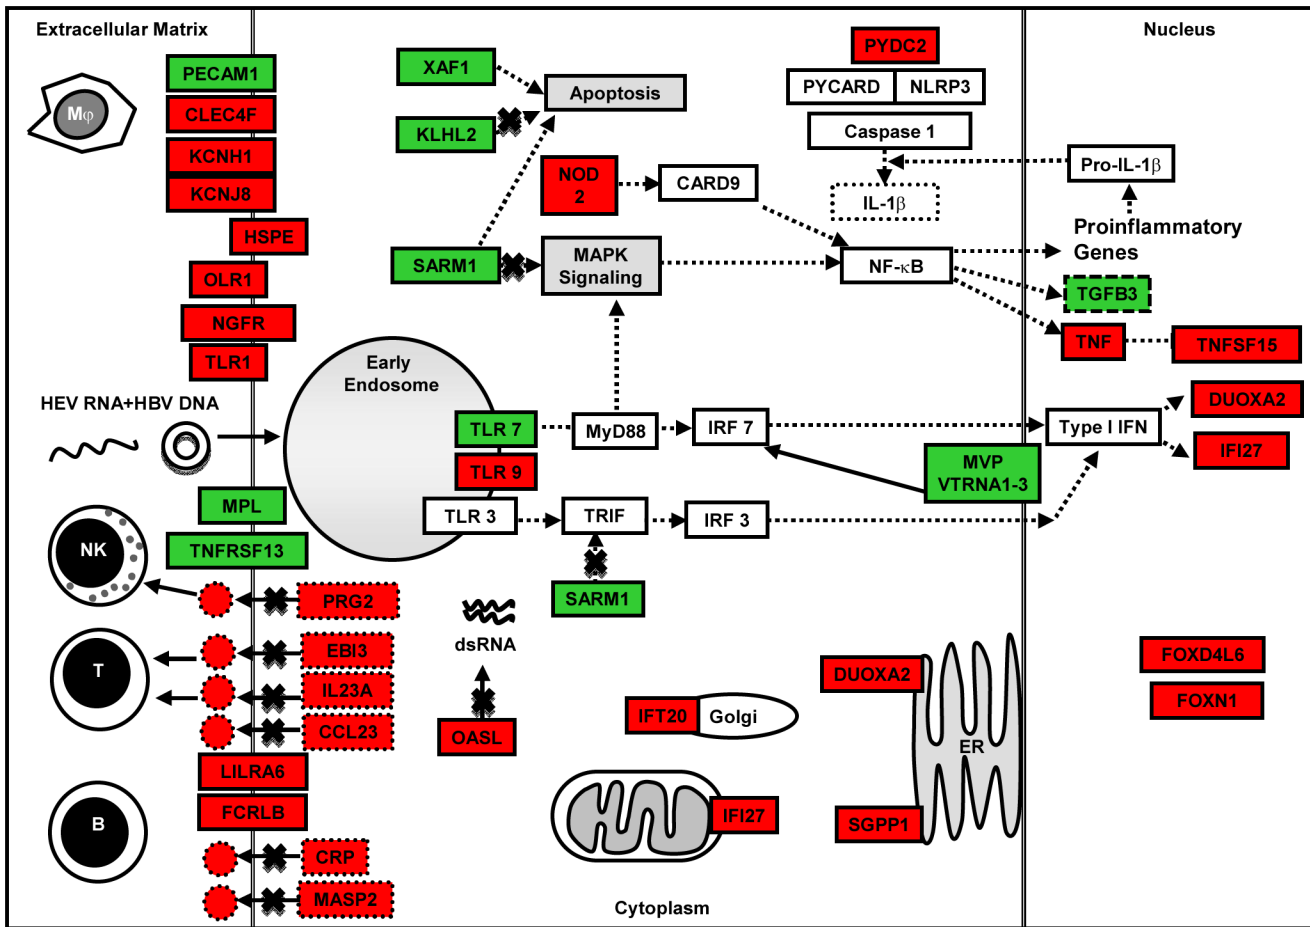 Extracellular Matrix
Nucleus
PECAM1
CLEC4F
KCNH1
KCNJ8
HSPE
OLR1
NGFR
TLR1
Mφ
XAF1
KLHL2
Apoptosis
PYDC2
PYCARD NLRP3
Caspase 1
IL-1β
Pro-IL-1β
NOD
2
CARD9
Proinflammatory
Genes
SARM1
MAPK
Signaling
NF-κB
TGFB3
TNF
TNFSF15
Early
Endosome
HEV RNA+HBV DNA
TLR 7
MyD88
IRF 7
Type I IFN
DUOXA2
IFI27
TLR 9
MVP
VTRNA1-3
TLR 3
TRIF
IRF 3
SARM1
MPL
TNFRSF13
NK
PRG2
T
EBI3
IL23A
CCL23
dsRNA
OASL
LILRA6
FCRLB
B
CRP
MASP2
IFT20
Golgi
IFI27
DUOXA2
ER
SGPP1
FOXD4L6
FOXN1
Cytoplasm